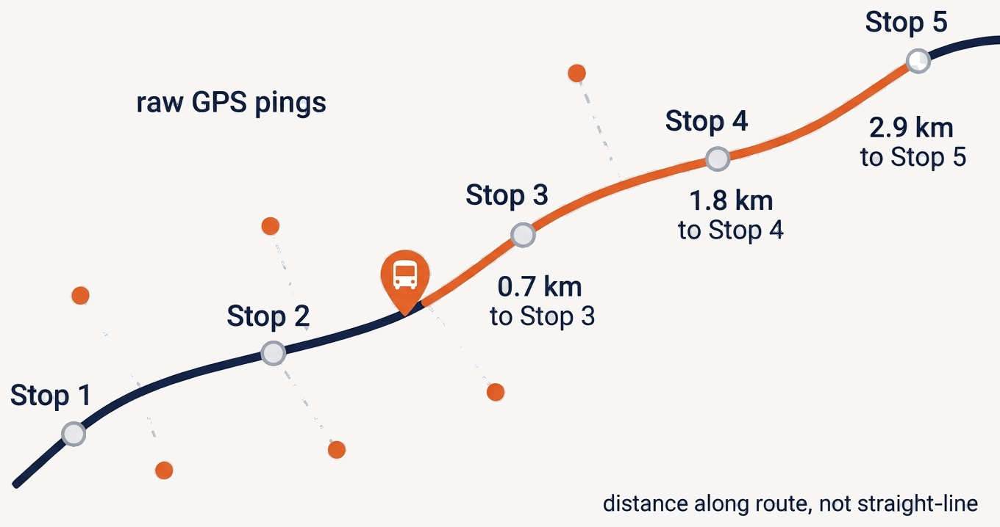 Stop 5
raw GPS pings
Stop 4
2.9 km
to Stop 5
Stop 3
1.8 km
to Stop 4
0.7 km
to Stop 3
Stop 2
Stop 1
distance along route, not straight-line